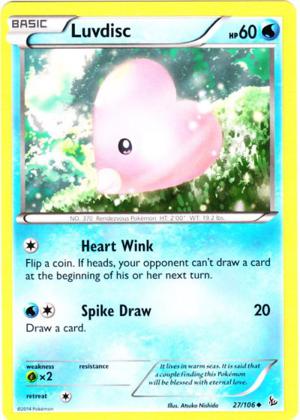 BASIC
Luvdisc
HP60
NO. 370 Rendezvous Pokémon HT: 2'00" WT: 19.2 lbs.
Heart Wink
Flip a coin. If heads, your opponent can't draw a card
at the beginning of his or her next turn.
Spike Draw 20
Draw a card.
weakness
×2
resistance
retreat
It lives in warm seas. It is said that
a couple finding this Pokémon
will be blessed with eternal love.
Illus. Atsuko Nishida
27/106
©2014 Pokémon